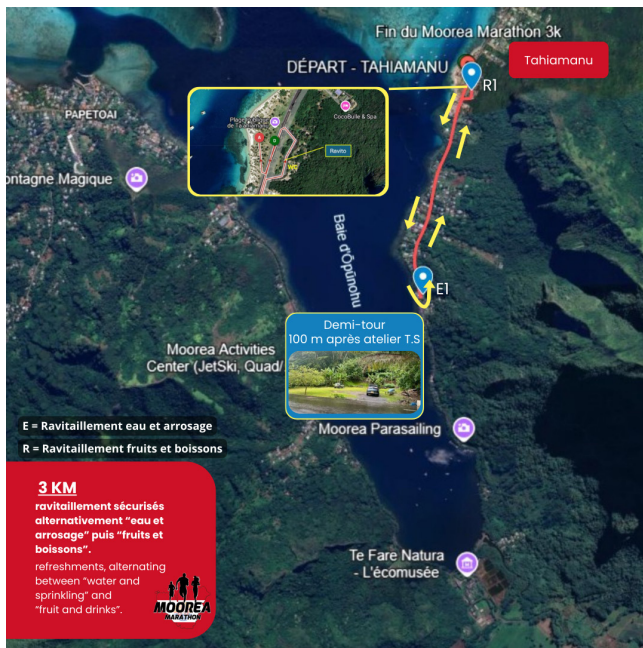 Fin du Moorea Marathon 3k
DÉPART - TAHIAMANU
Tahiamanu
R1
CocoBulle & Spa
Ravito
PAPETOAI
ontagne Magique
Baie d'Ōpūnohu
E1
Demi-tour
100 m après atelier T.S
Moorea Activities
Center (JetSki, Quad/
E = Ravitaillement eau et arrosage
R = Ravitaillement fruits et boissons
Moorea Parasailing
3 KM
ravitaillement sécurisés
alternativement “eau et
arrosage” puis “fruits et
boissons”.
refreshments, alternating
between “water and
sprinkling” and
“fruit and drinks”.
MOOREA
MARATHON
Te Fare Natura
- L'écomusée